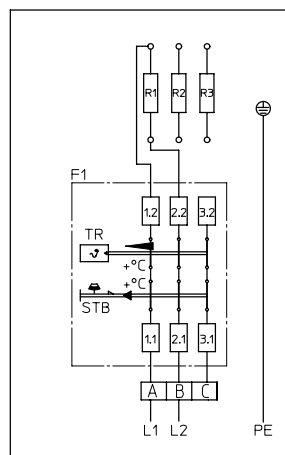 R1 R2 R3
F1
1.2 2.2 3.2
TR
ϑ
+°C
+°C
STB
1.1 2.1 3.1
A B C
L1 L2 PE